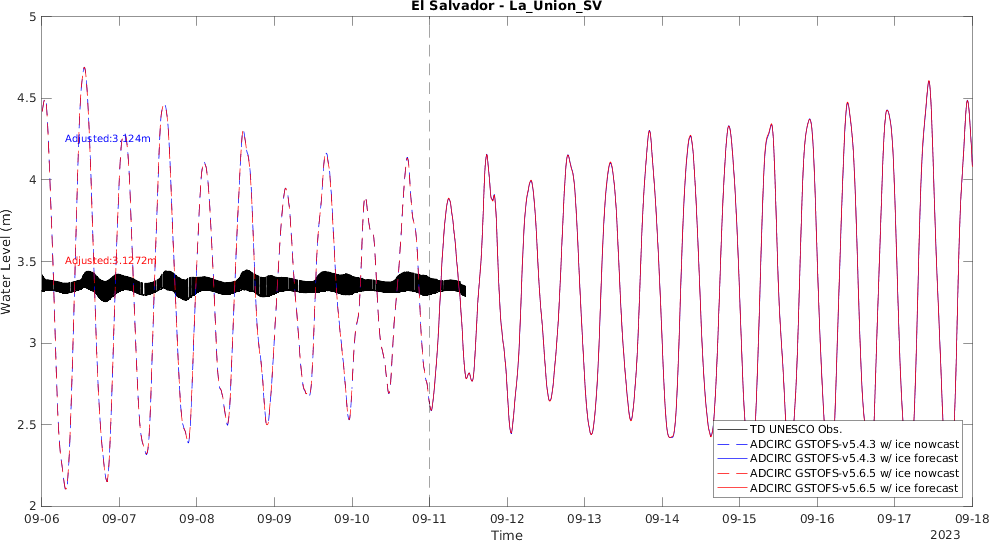 El Salvador - La_Union_SV
5
4.5
4
3.5
3
2.5
2
Water Level (m)
Adjusted:3.124m
Adjusted:3.1272m
TD UNESCO Obs.
ADCIRC GSTOFS-v5.4.3 w/ ice nowcast
ADCIRC GSTOFS-v5.4.3 w/ ice forecast
ADCIRC GSTOFS-v5.6.5 w/ ice nowcast
ADCIRC GSTOFS-v5.6.5 w/ ice forecast
09-06 09-07 09-08 09-09 09-10 09-11 09-12 09-13 09-14 09-15 09-16 09-17 09-18
Time
2023